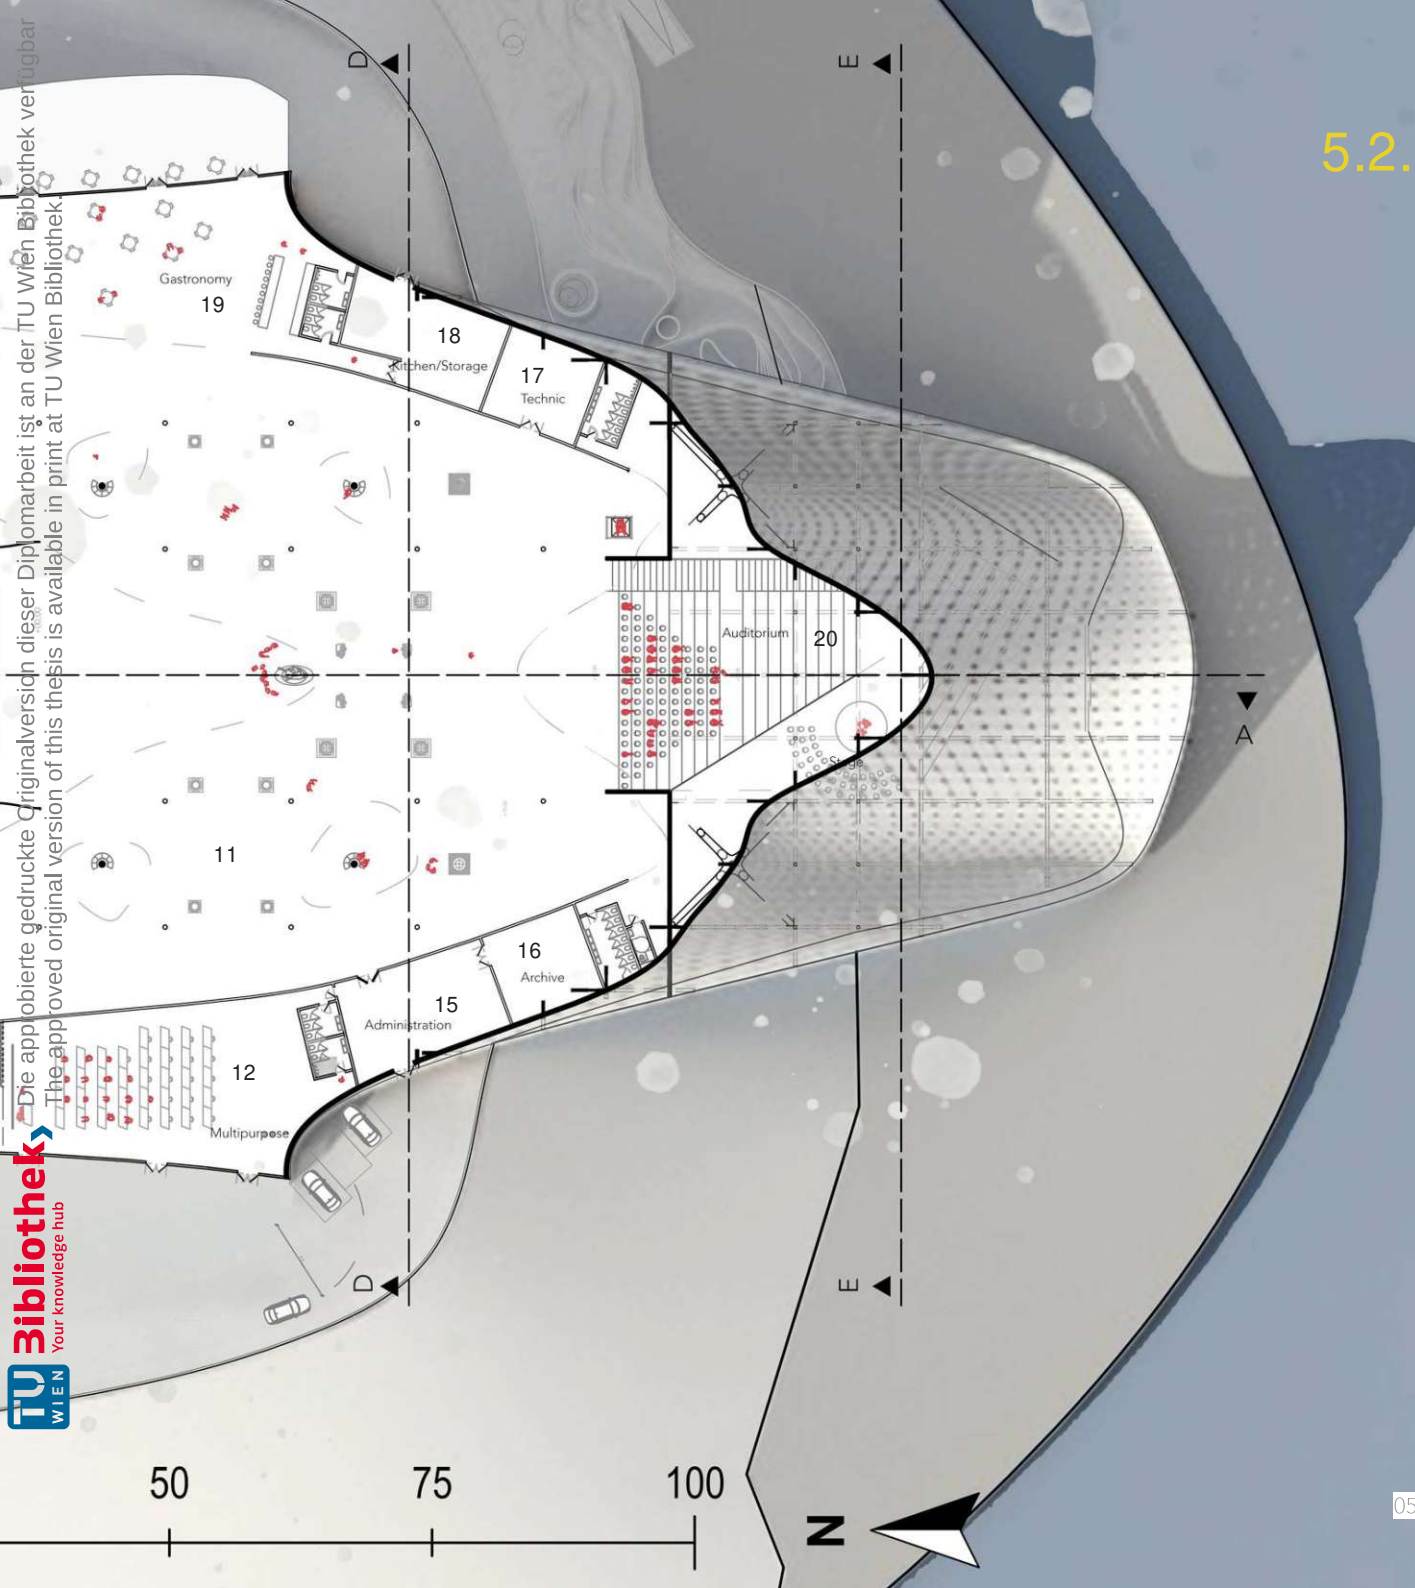 D
E
5.2.
Gastronomy
19
18
Kitchen/Storage
17
Technic
Auditorium
20
A
Stage
11
16
Archive
15
Administration
12
Multipurpose
D
E
50
75
100
N
05
Die approbierte gedruckte Originalversion dieser Diplomarbeit ist an der TU Wien Bibliothek verfügbar
The approved original version of this thesis is available in print at TU Wien Bibliothek.
TU
WIEN
Bibliothek
Your knowledge hub